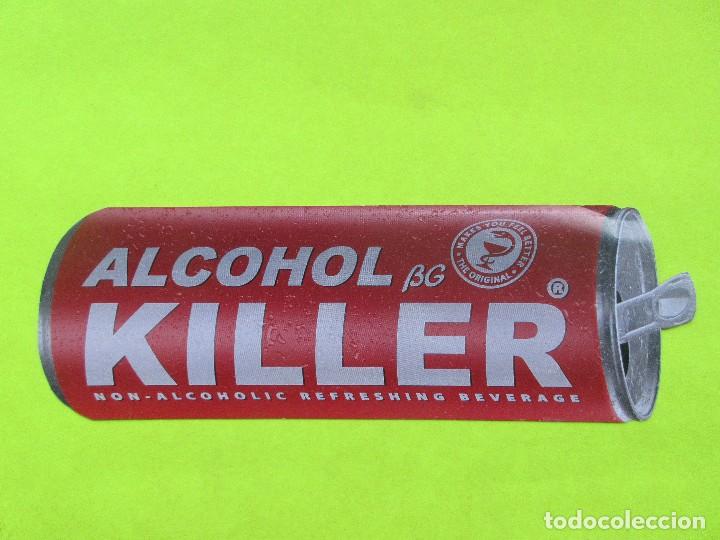 ALCOHOL βG
MAKES YOU FEEL BETTER
· THE ORIGINAL ·
KILLER ®
NON-ALCOHOLIC REFRESHING BEVERAGE
todocoleccion